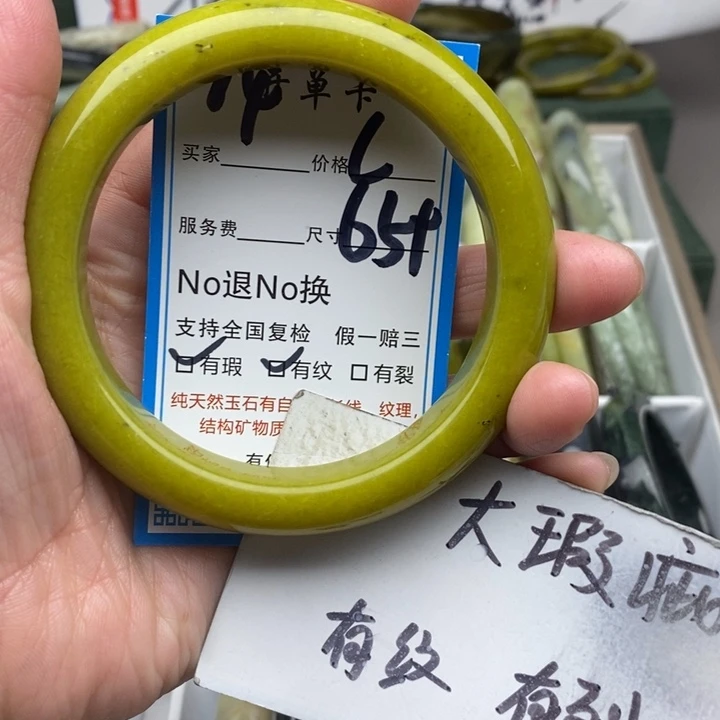 单卡
买家 价格
服务费 尺寸
No退No换
支持全国复检 假一赔三
有瑕 有纹 有裂
纯天然玉石有自 纹理,
结构矿物质
有
大瑕疵
有纹
有